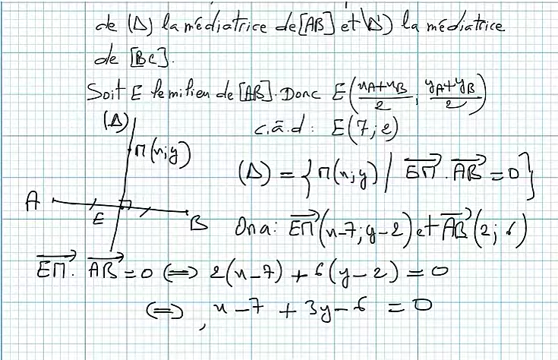 de (Δ) la médiatrice de [AB] et (Δ') la médiatrice
de [BC].
Soit E le milieu de [AB]. Donc E((xA+xB)/2 ; (yA+yB)/2)
(Δ)
c.à.d : E(7; 2)
M(x; y)
(Δ) = {M(x; y) / EM→ . AB→ = 0}
A
E
B
On a : EM→(x-7; y-2) et AB→(2; 6)
EM→ . AB→ = 0 ⟺ 2(x-7) + 6(y-2) = 0
⟺ x-7 + 3y-6 = 0